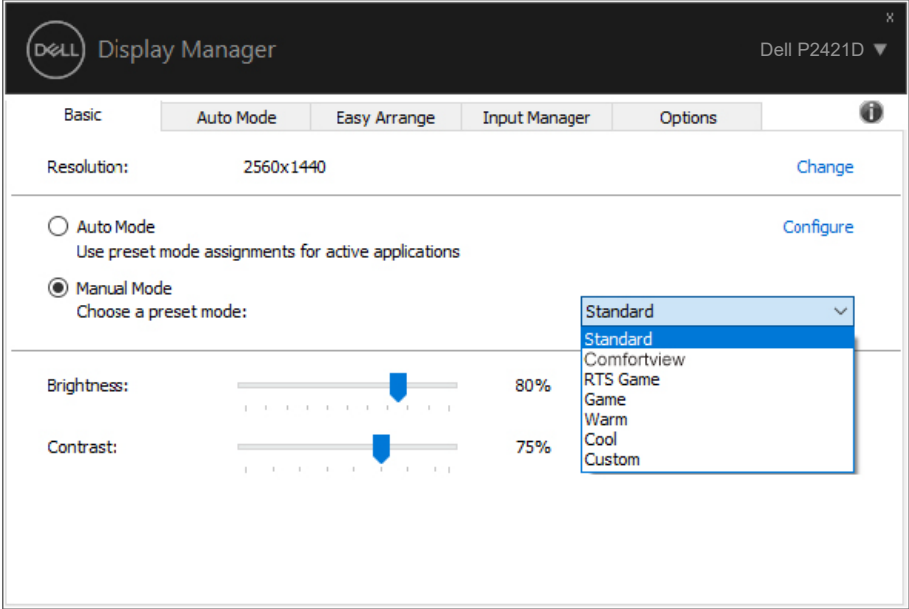 x
DELL Display Manager
Dell P2421D ▼
Basic Auto Mode Easy Arrange Input Manager Options i
Resolution: 2560x1440 Change
Auto Mode Configure
Use preset mode assignments for active applications
Manual Mode
Choose a preset mode: Standard
Standard
Comfortview
RTS Game
Game
Warm
Cool
Custom
Brightness: 80%
Contrast: 75%